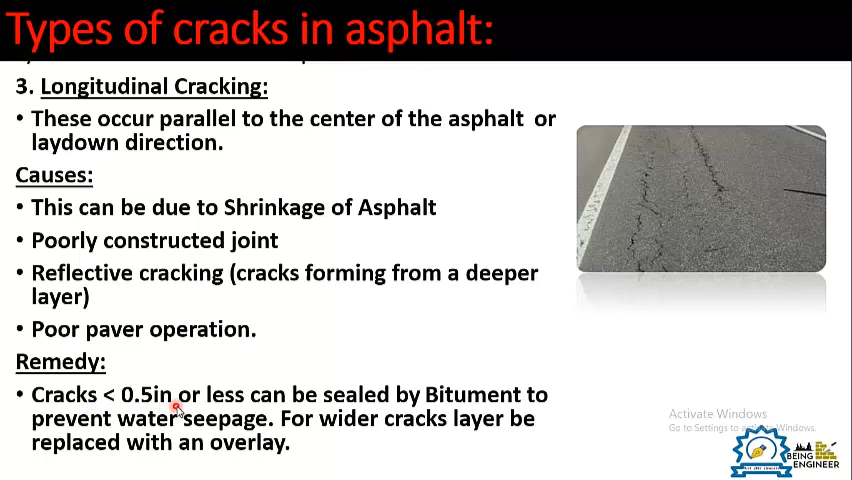 Types of cracks in asphalt:
3. Longitudinal Cracking:
• These occur parallel to the center of the asphalt or
laydown direction.
Causes:
• This can be due to Shrinkage of Asphalt
• Poorly constructed joint
• Reflective cracking (cracks forming from a deeper
layer)
• Poor paver operation.
Remedy:
• Cracks < 0.5in or less can be sealed by Bitument to
prevent water seepage. For wider cracks layer be
replaced with an overlay.
Activate Windows
Go to Settings to activate Windows.
BEING
ENGINEER